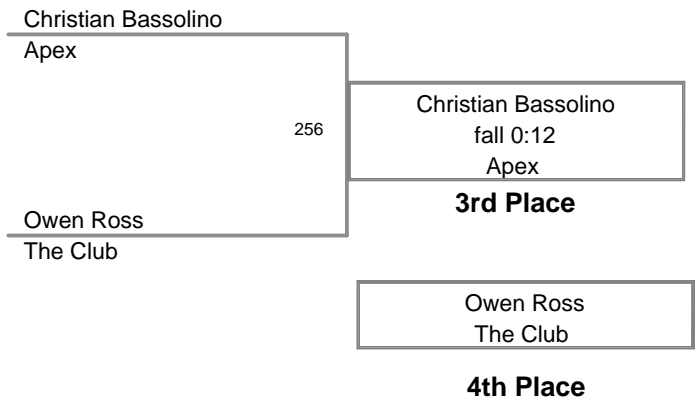 Christian Bassolino
Apex
256
Christian Bassolino
fall 0:12
Apex
3rd Place
Owen Ross
The Club
Owen Ross
The Club
4th Place